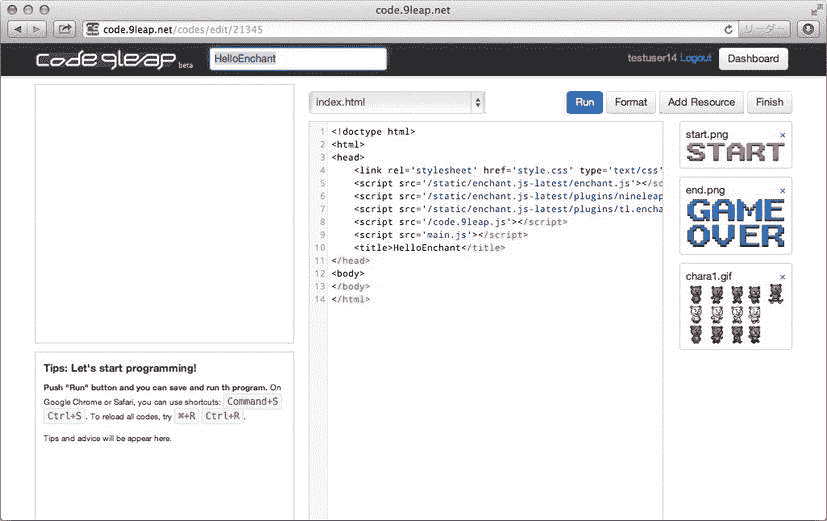 code.9leap.net
code.9leap.net/codes/edit/21345
リーダー
code 9leap beta
HelloEnchant
testuser14 Logout
Dashboard
index.html
Run
Format
Add Resource
Finish
1 <!doctype html>
2 <html>
3 <head>
4 <link rel='stylesheet' href='style.css' type='text/css'
5 <script src='/static/enchant.js-latest/enchant.js'></sc
6 <script src='/static/enchant.js-latest/plugins/nineleap
7 <script src='/static/enchant.js-latest/plugins/tl.encha
8 <script src='/code.9leap.js'></script>
9 <script src='main.js'></script>
10 <title>HelloEnchant</title>
11 </head>
12 <body>
13 </body>
14 </html>
start.png ×
START
end.png ×
GAME
OVER
chara1.gif ×
Tips: Let's start programming!
Push "Run" button and you can save and run th program. On
Google Chrome or Safari, you can use shortcuts: Command+S
Ctrl+S . To reload all codes, try ⌘+R Ctrl+R .
Tips and advice will be appear here.